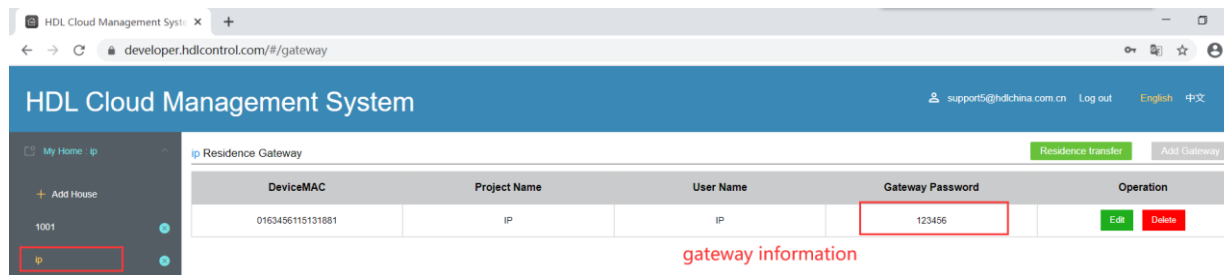 HDL Cloud Management Syste
developer.hdlcontrol.com/#/gateway
HDL Cloud Management System
support5@hdlchina.com.cn Log out English 中文
My Home : ip
ip Residence Gateway Residence transfer Add Gateway
+ Add House
DeviceMAC Project Name User Name Gateway Password Operation
1001
0163456115131881 IP IP 123456 Edit Delete
ip
gateway information